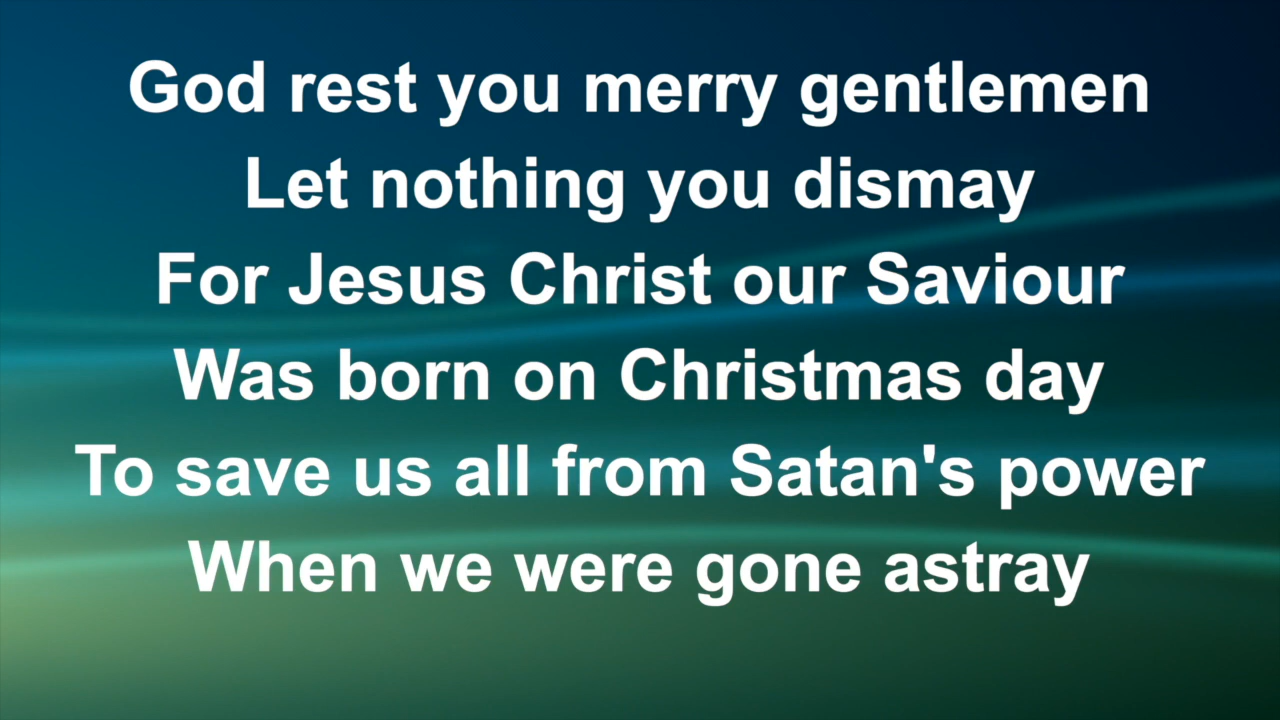 God rest you merry gentlemen
Let nothing you dismay
For Jesus Christ our Saviour
Was born on Christmas day
To save us all from Satan's power
When we were gone astray